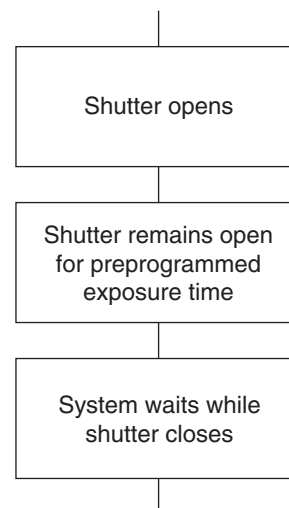 Shutter opens
Shutter remains open
for preprogrammed
exposure time
System waits while
shutter closes